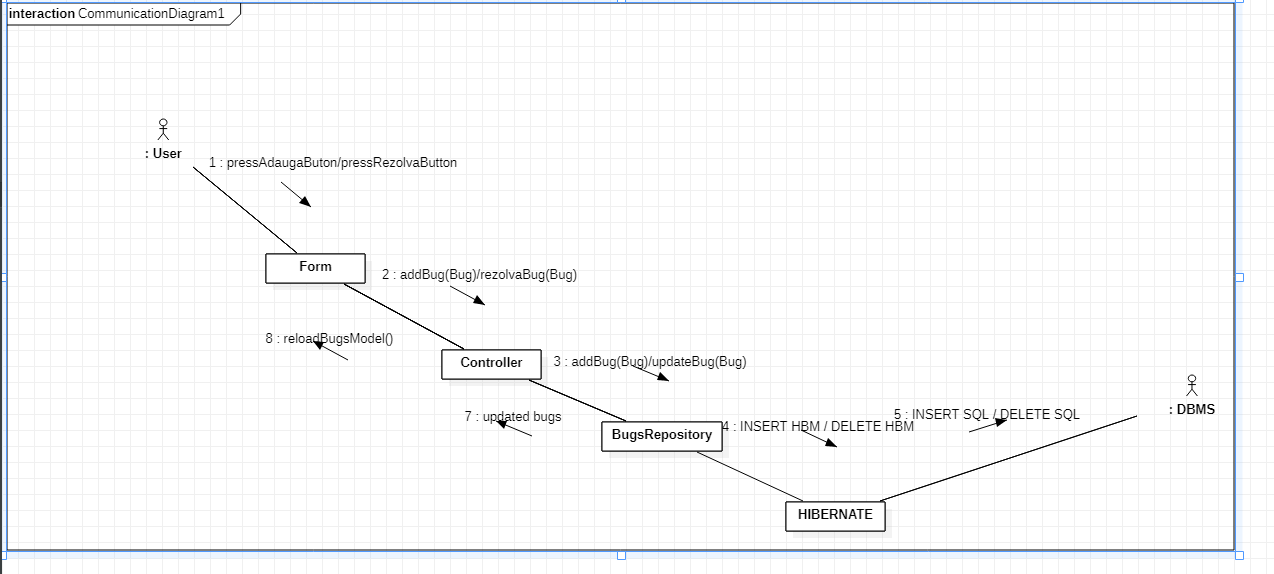 interaction CommunicationDiagram1
: User
1 : pressAdaugaButon/pressRezolvaButton
Form
2 : addBug(Bug)/rezolvaBug(Bug)
8 : reloadBugsModel()
Controller
3 : addBug(Bug)/updateBug(Bug)
7 : updated bugs
BugsRepository
4 : INSERT HBM / DELETE HBM
5 : INSERT SQL / DELETE SQL
: DBMS
HIBERNATE